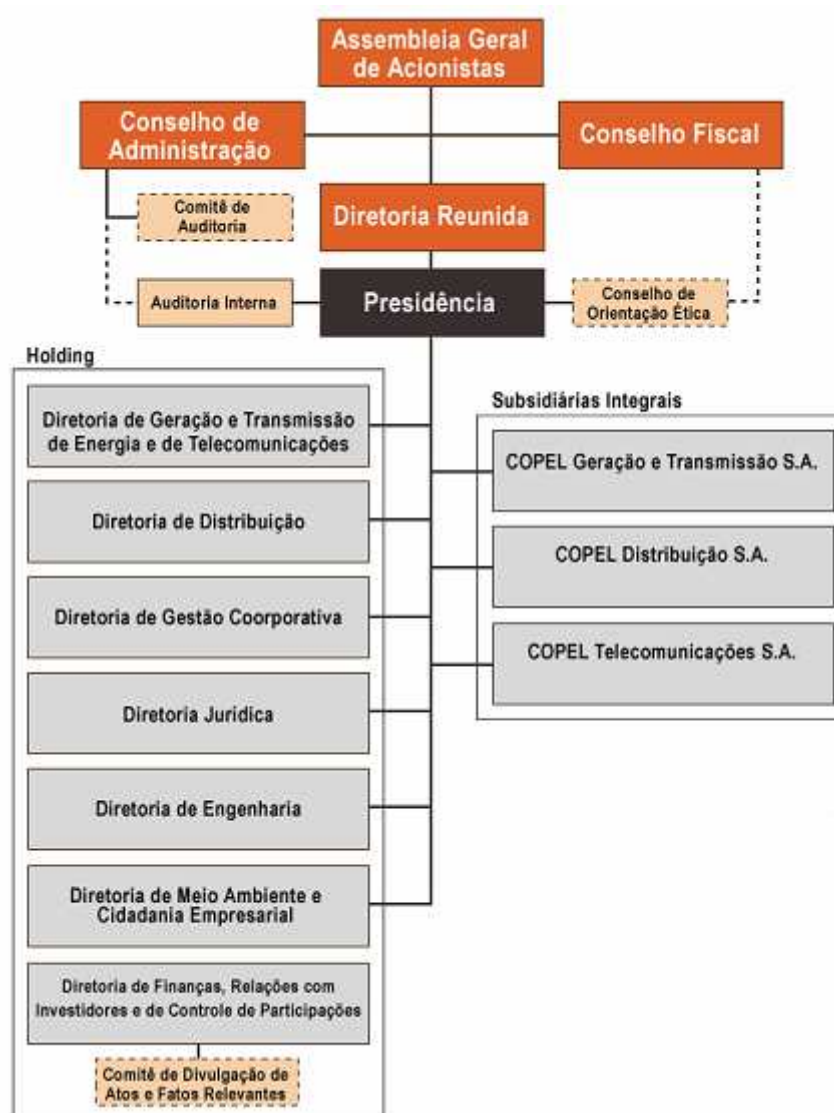 Assembleia Geral
de Acionistas
Conselho de
Administração
Conselho Fiscal
Comitê de
Auditoria
Diretoria Reunida
Auditoria Interna
Presidência
Conselho de
Orientação Ética
Holding
Diretoria de Geração e Transmissão
de Energia e de Telecomunicações
Diretoria de Distribuição
Diretoria de Gestão Coorporativa
Diretoria Jurídica
Diretoria de Engenharia
Diretoria de Meio Ambiente e
Cidadania Empresarial
Diretoria de Finanças, Relações com
Investidores e de Controle de Participações
Comitê de Divulgação de
Atos e Fatos Relevantes
Subsidiárias Integrais
COPEL Geração e Transmissão S.A.
COPEL Distribuição S.A.
COPEL Telecomunicações S.A.